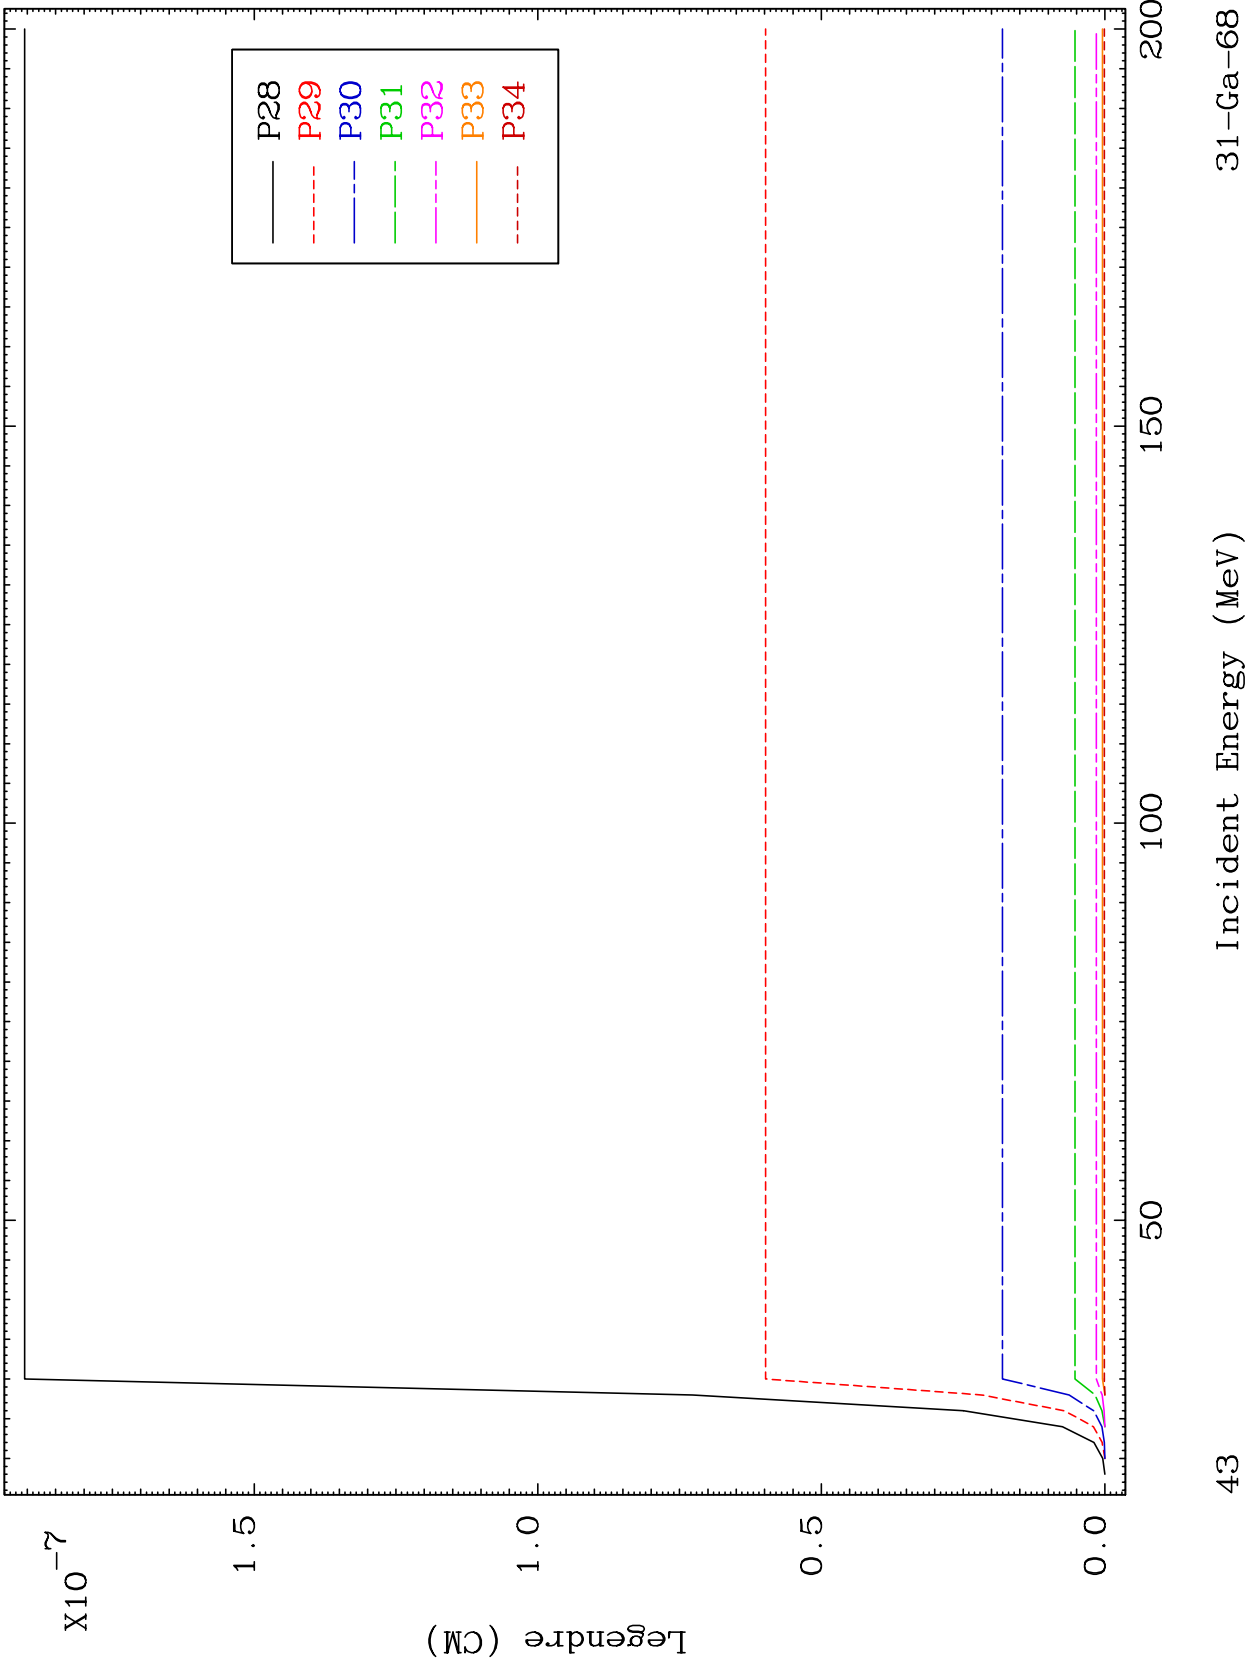 X10-7
1.5
1.0
0.5
0.0
Legendre (CM)
P28
P29
P30
P31
P32
P33
P34
50
100
150
200
Incident Energy (MeV)
43
31-Ga-68